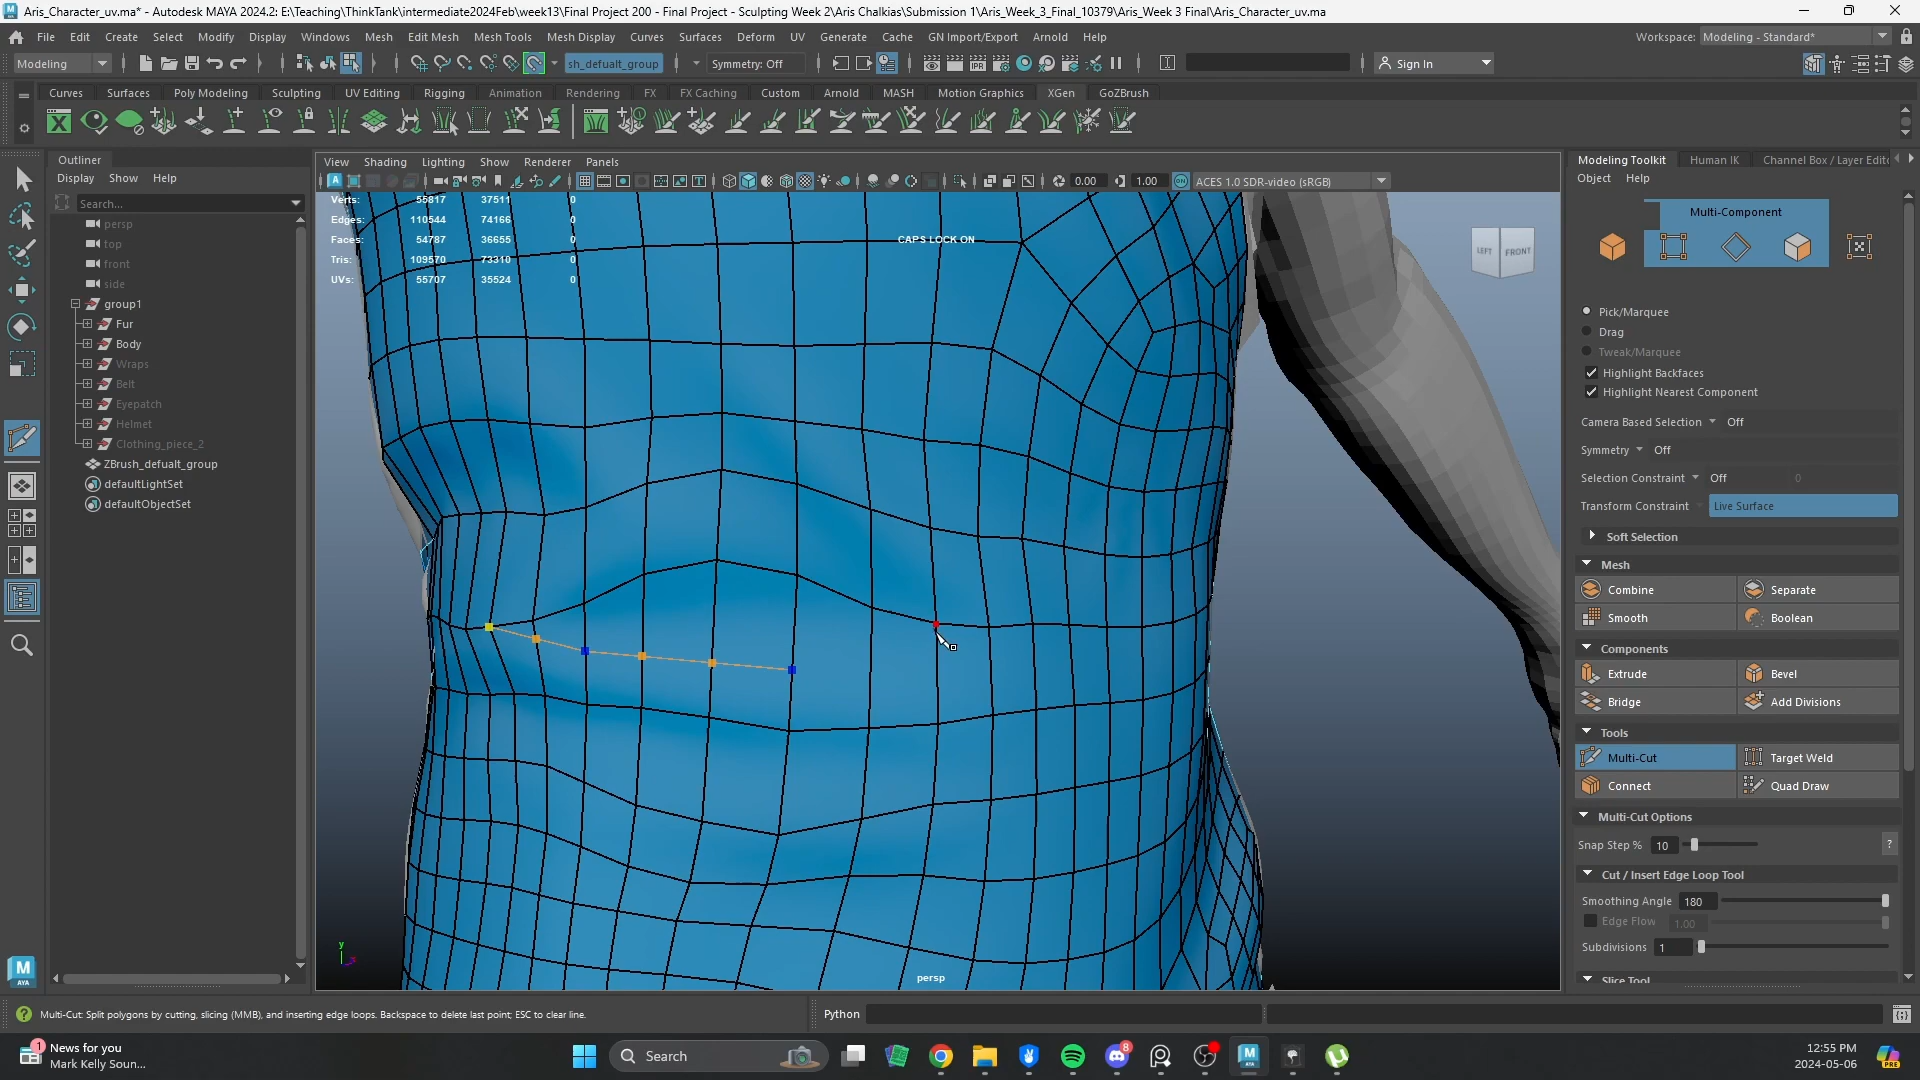 Aris_Character_uv.ma* - Autodesk MAYA 2024.2: E:\Teaching\ThinkTank\intermediate2024Feb\week13\Final Project 200 - Final Project - Sculpting Week 2\Aris Chalkias\Submission 1\Aris_Week_3_Final_10379\Aris_Week 3 Final\Aris_Character_uv.ma
File Edit Create Select Modify Display Windows Mesh Edit Mesh Mesh Tools Mesh Display Curves Surfaces Deform UV Generate Cache GN Import/Export Arnold Help
Workspace: Modeling - Standard*
Modeling
sh_defualt_group
Symmetry: Off
Sign In
Curves Surfaces Poly Modeling Sculpting UV Editing Rigging Animation Rendering FX FX Caching Custom Arnold MASH Motion Graphics XGen GoZBrush
Outliner
Display Show Help
Search...
persp
top
front
side
group1
Fur
Body
Wraps
Belt
Eyepatch
Helmet
Clothing_piece_2
ZBrush_defualt_group
defaultLightSet
defaultObjectSet
View Shading Lighting Show Renderer Panels
0.00
1.00
ACES 1.0 SDR-video (sRGB)
Verts: 55817 37511 0
Edges: 110544 74166 0
Faces: 54787 36655 0
Tris: 109570 73310 0
UVs: 55707 35524 0
CAPS LOCK ON
LEFT FRONT
y
persp
Modeling Toolkit Human IK Channel Box / Layer Edito
Object Help
Multi-Component
Pick/Marquee
Drag
Tweak/Marquee
Highlight Backfaces
Highlight Nearest Component
Camera Based Selection Off
Symmetry Off
Selection Constraint Off 0
Transform Constraint Live Surface
Soft Selection
Mesh
Combine Separate
Smooth Boolean
Components
Extrude Bevel
Bridge Add Divisions
Tools
Multi-Cut Target Weld
Connect Quad Draw
Multi-Cut Options
Snap Step % 10
?
Cut / Insert Edge Loop Tool
Smoothing Angle 180
Edge Flow 1.00
Subdivisions 1
Slice Tool
M
AYA
Multi-Cut: Split polygons by cutting, slicing (MMB), and inserting edge loops. Backspace to delete last point; ESC to clear line.
Python
1
News for you
Mark Kelly Soun...
Search
8
12:55 PM
2024-05-06
PRE